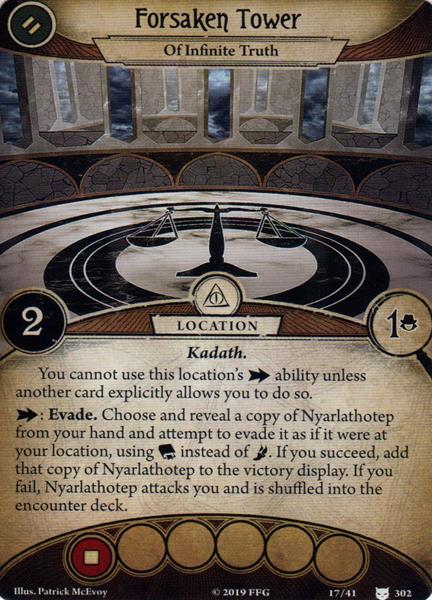 Forsaken Tower
Of Infinite Truth
2
LOCATION
1
Kadath.
You cannot use this location's ability unless
another card explicitly allows you to do so.
: Evade. Choose and reveal a copy of Nyarlathotep
from your hand and attempt to evade it as if it were at
your location, using instead of . If you succeed, add
that copy of Nyarlathotep to the victory display. If you
fail, Nyarlathotep attacks you and is shuffled into the
encounter deck.
Illus. Patrick McEvoy © 2019 FFG 17/41 302